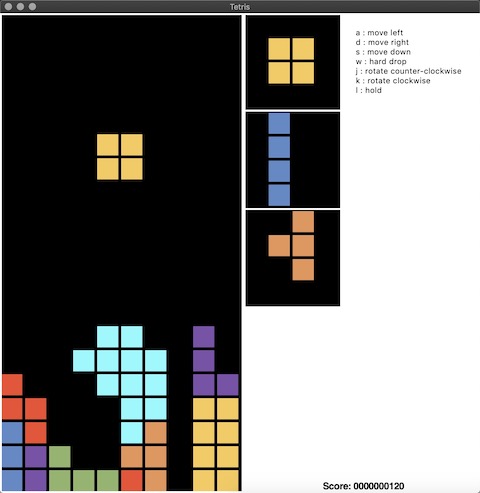 Tetris
a : move left
d : move right
s : move down
w : hard drop
j : rotate counter-clockwise
k : rotate clockwise
l : hold
Score: 0000000120